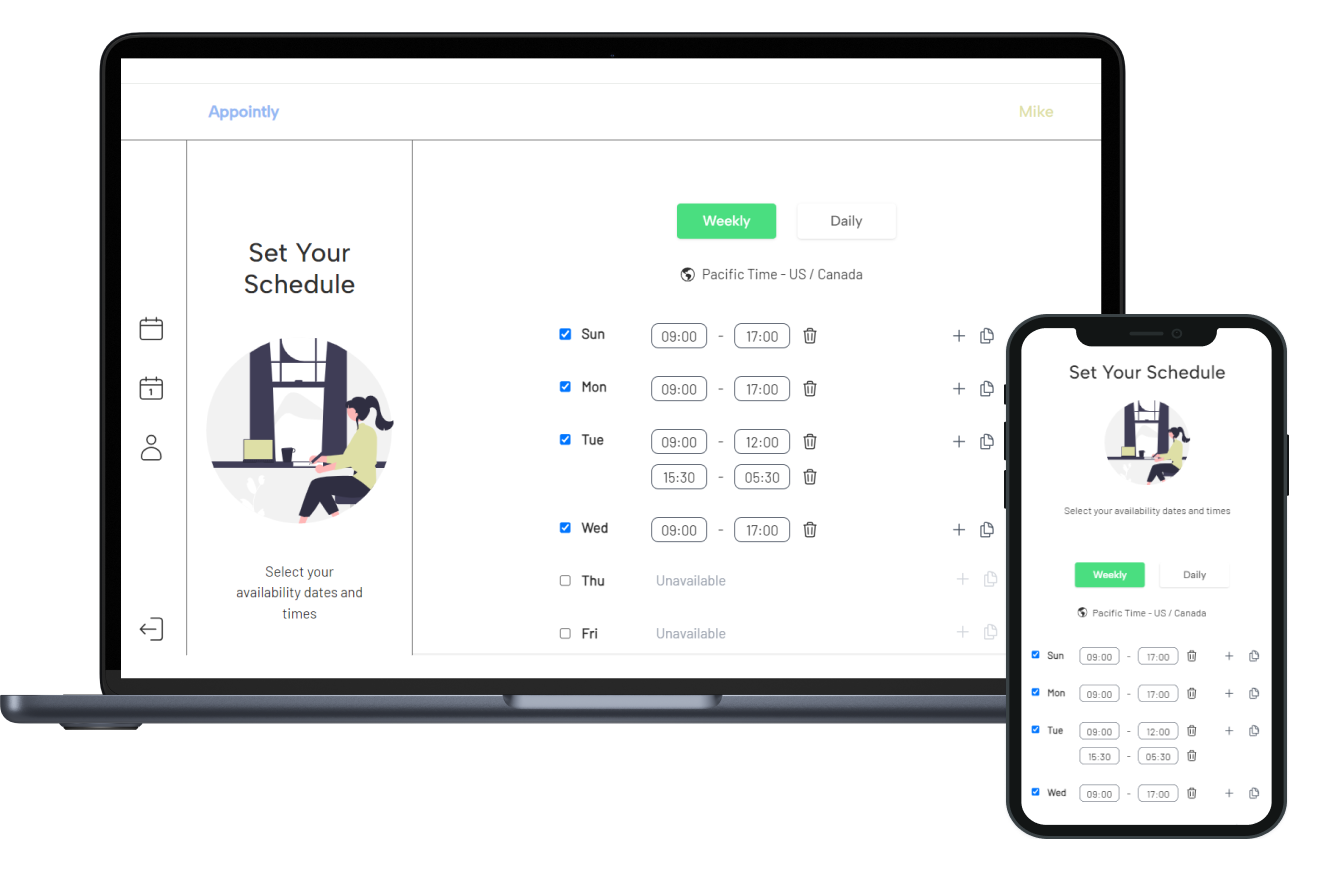 Appointly
Mike
Set Your
Schedule
Select your
availability dates and
times
Weekly Daily
Pacific Time - US / Canada
Sun 09:00 - 17:00
Mon 09:00 - 17:00
Tue 09:00 - 12:00
15:30 - 05:30
Wed 09:00 - 17:00
Thu Unavailable
Fri Unavailable
1
Set Your Schedule
Select your availability dates and times
Weekly Daily
Pacific Time - US / Canada
Sun 09:00 - 17:00
Mon 09:00 - 17:00
Tue 09:00 - 12:00
15:30 - 05:30
Wed 09:00 - 17:00